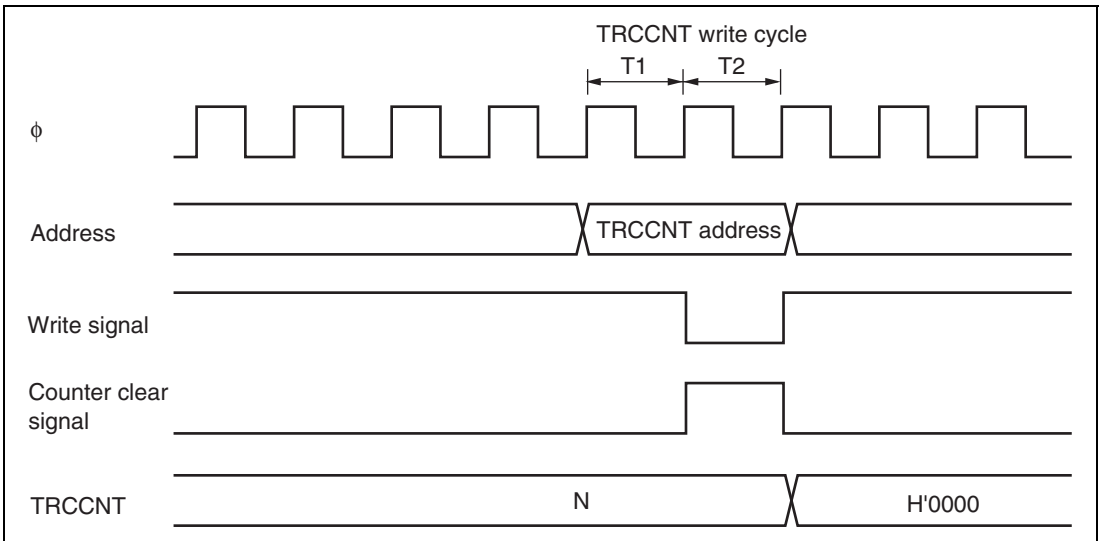 TRCCNT write cycle
T1 T2
ϕ
Address
TRCCNT address
Write signal
Counter clear
signal
TRCCNT
N
H'0000